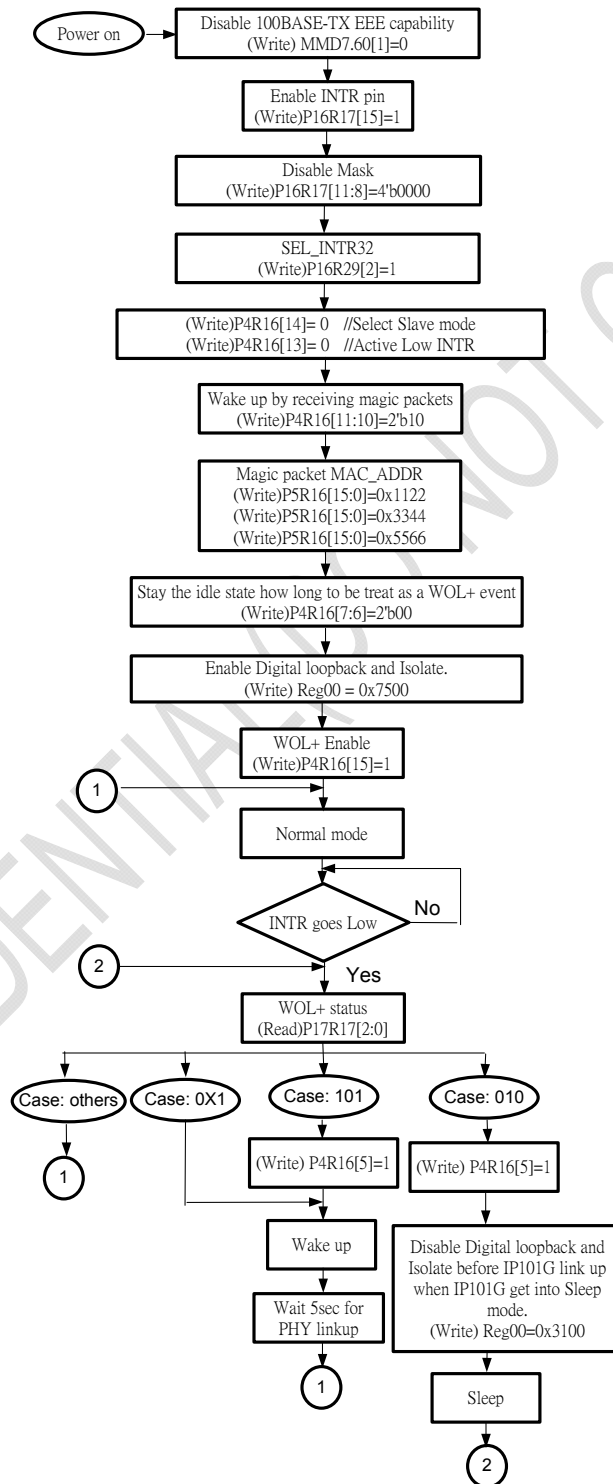 Power on
Disable 100BASE-TX EEE capability
(Write) MMD7.60[1]=0
Enable INTR pin
(Write)P16R17[15]=1
Disable Mask
(Write)P16R17[11:8]=4'b0000
SEL_INTR32
(Write)P16R29[2]=1
(Write)P4R16[14]= 0 //Select Slave mode
(Write)P4R16[13]= 0 //Active Low INTR
Wake up by receiving magic packets
(Write)P4R16[11:10]=2'b10
Magic packet MAC_ADDR
(Write)P5R16[15:0]=0x1122
(Write)P5R16[15:0]=0x3344
(Write)P5R16[15:0]=0x5566
Stay the idle state how long to be treat as a WOL+ event
(Write)P4R16[7:6]=2'b00
Enable Digital loopback and Isolate.
(Write) Reg00 = 0x7500
WOL+ Enable
(Write)P4R16[15]=1
1
Normal mode
INTR goes Low
No
2
Yes
WOL+ status
(Read)P17R17[2:0]
Case: others
Case: 0X1
Case: 101
Case: 010
1
(Write) P4R16[5]=1
(Write) P4R16[5]=1
Wake up
Disable Digital loopback and
Isolate before IP101G link up
when IP101G get into Sleep
mode.
(Write) Reg00=0x3100
Wait 5sec for
PHY linkup
1
Sleep
2